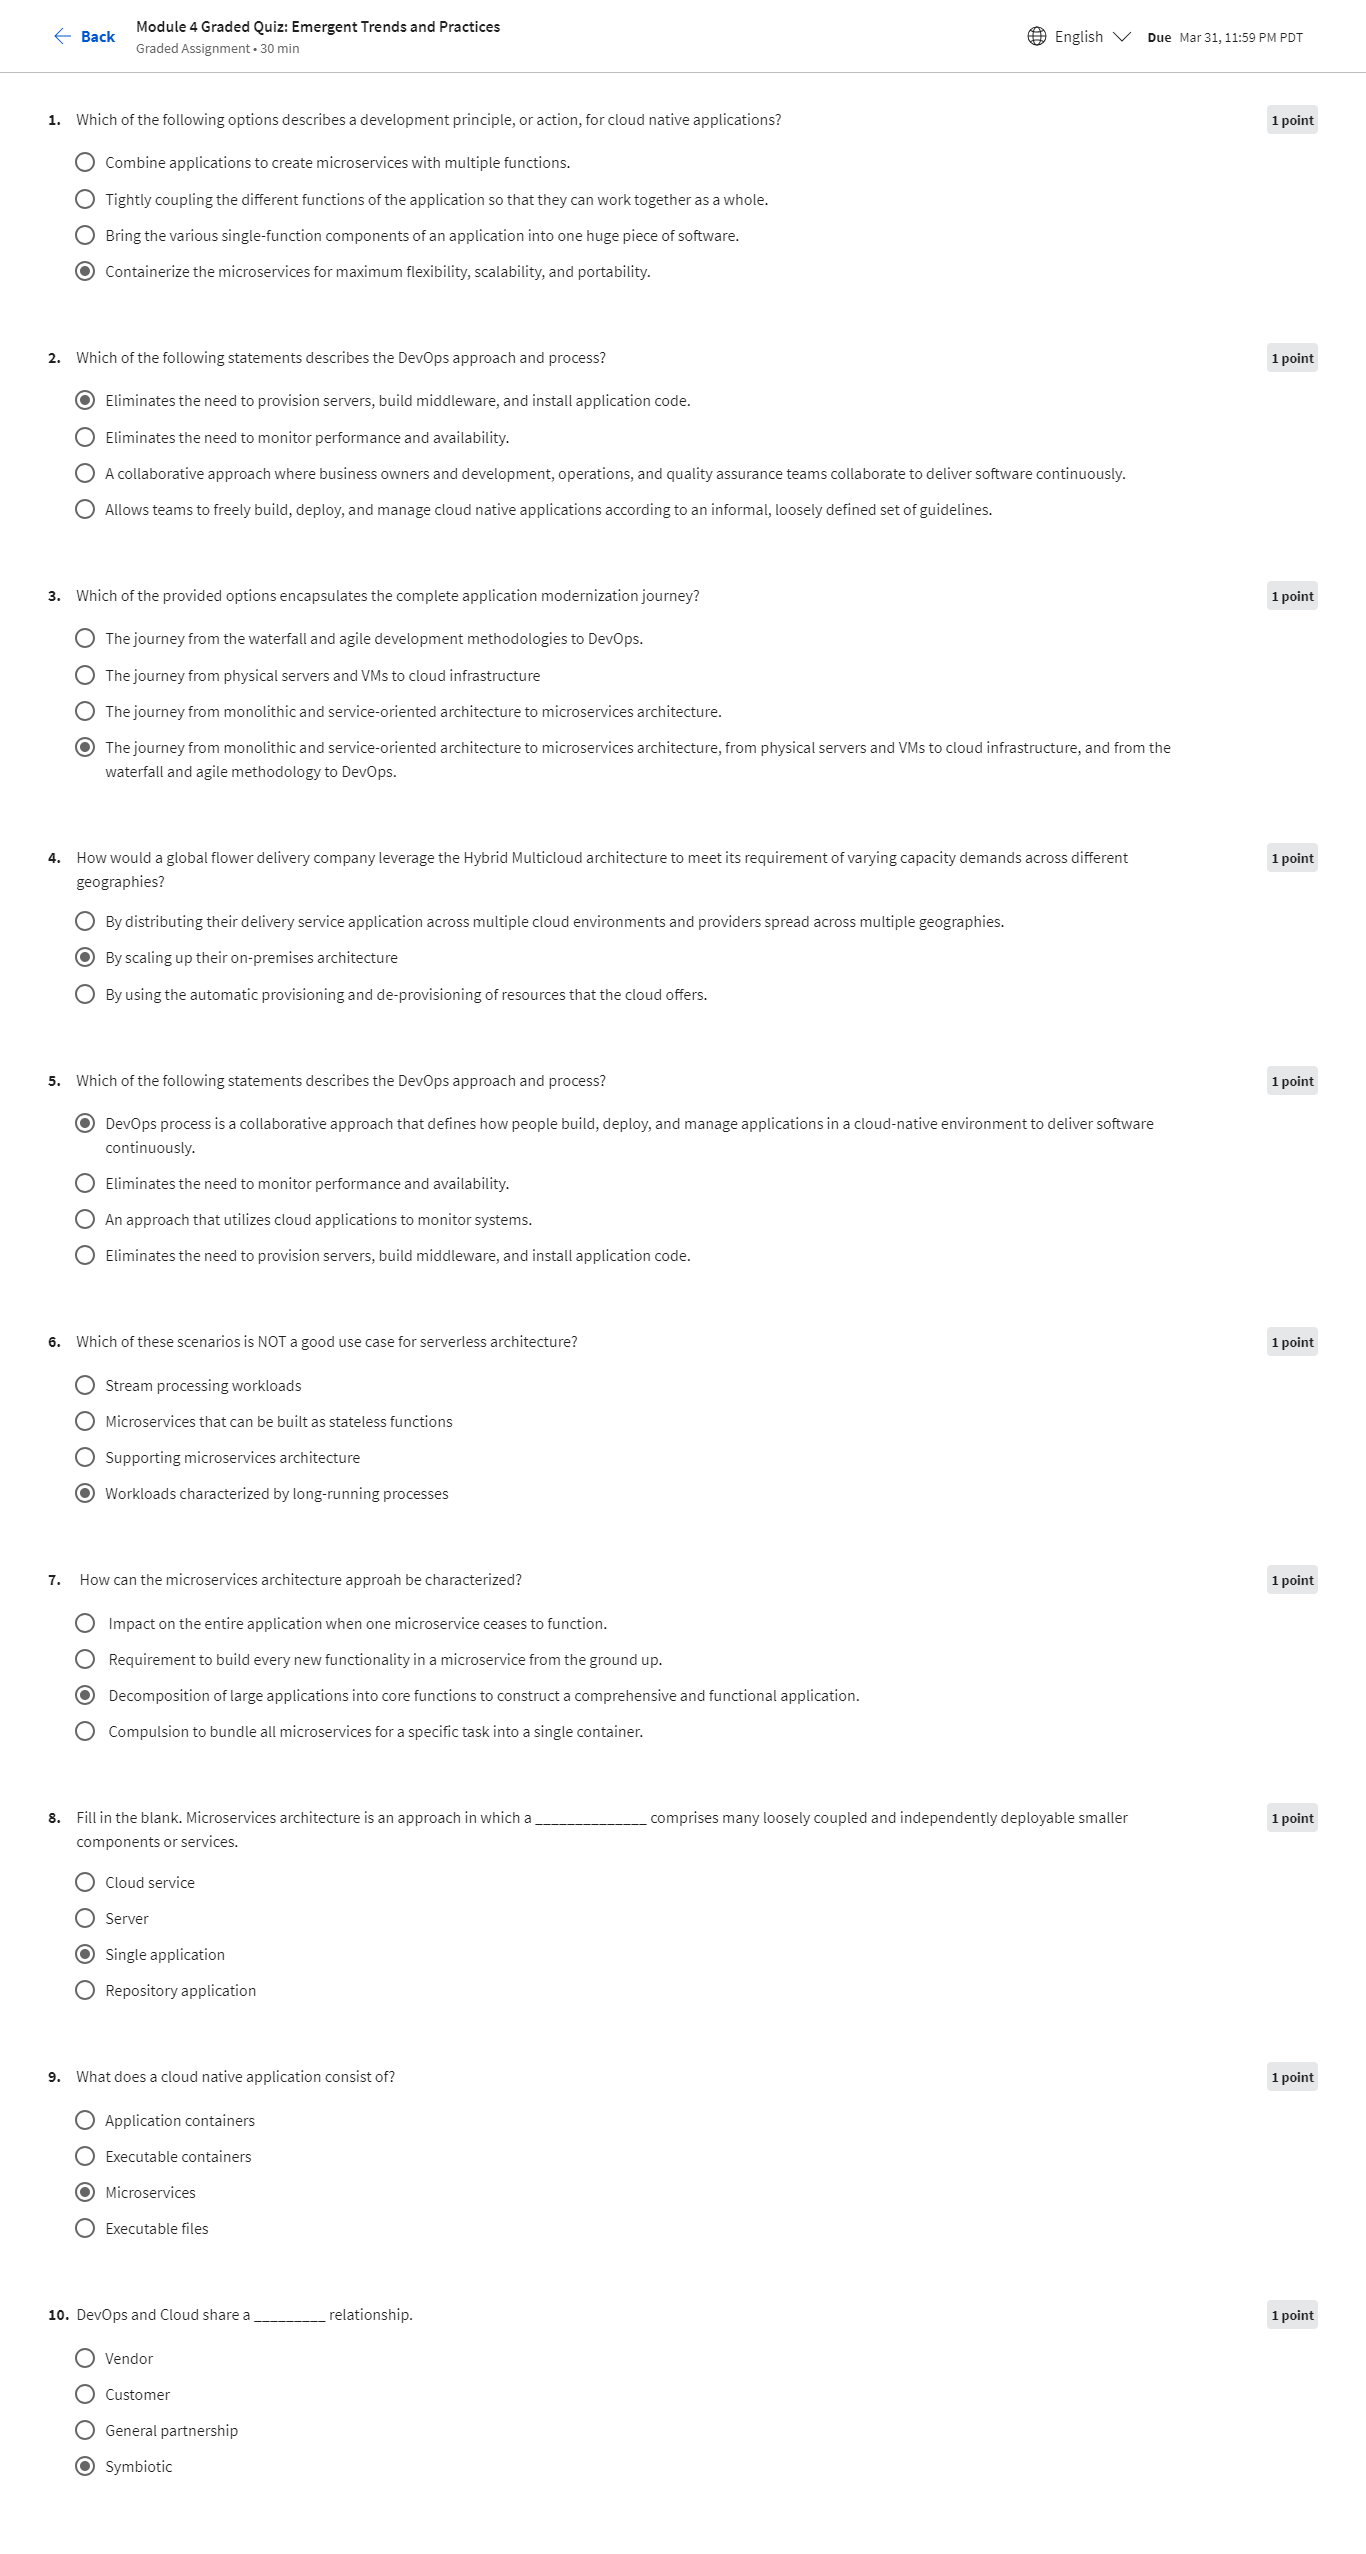 Back
Module 4 Graded Quiz: Emergent Trends and Practices
Graded Assignment • 30 min
English
Due Mar 31, 11:59 PM PDT
1. Which of the following options describes a development principle, or action, for cloud native applications?
1 point
Combine applications to create microservices with multiple functions.
Tightly coupling the different functions of the application so that they can work together as a whole.
Bring the various single-function components of an application into one huge piece of software.
Containerize the microservices for maximum flexibility, scalability, and portability.
2. Which of the following statements describes the DevOps approach and process?
1 point
Eliminates the need to provision servers, build middleware, and install application code.
Eliminates the need to monitor performance and availability.
A collaborative approach where business owners and development, operations, and quality assurance teams collaborate to deliver software continuously.
Allows teams to freely build, deploy, and manage cloud native applications according to an informal, loosely defined set of guidelines.
3. Which of the provided options encapsulates the complete application modernization journey?
1 point
The journey from the waterfall and agile development methodologies to DevOps.
The journey from physical servers and VMs to cloud infrastructure
The journey from monolithic and service-oriented architecture to microservices architecture.
The journey from monolithic and service-oriented architecture to microservices architecture, from physical servers and VMs to cloud infrastructure, and from the
waterfall and agile methodology to DevOps.
4. How would a global flower delivery company leverage the Hybrid Multicloud architecture to meet its requirement of varying capacity demands across different
geographies?
1 point
By distributing their delivery service application across multiple cloud environments and providers spread across multiple geographies.
By scaling up their on-premises architecture
By using the automatic provisioning and de-provisioning of resources that the cloud offers.
5. Which of the following statements describes the DevOps approach and process?
1 point
DevOps process is a collaborative approach that defines how people build, deploy, and manage applications in a cloud-native environment to deliver software
continuously.
Eliminates the need to monitor performance and availability.
An approach that utilizes cloud applications to monitor systems.
Eliminates the need to provision servers, build middleware, and install application code.
6. Which of these scenarios is NOT a good use case for serverless architecture?
1 point
Stream processing workloads
Microservices that can be built as stateless functions
Supporting microservices architecture
Workloads characterized by long-running processes
7. How can the microservices architecture approah be characterized?
1 point
Impact on the entire application when one microservice ceases to function.
Requirement to build every new functionality in a microservice from the ground up.
Decomposition of large applications into core functions to construct a comprehensive and functional application.
Compulsion to bundle all microservices for a specific task into a single container.
8. Fill in the blank. Microservices architecture is an approach in which a ______________ comprises many loosely coupled and independently deployable smaller
components or services.
1 point
Cloud service
Server
Single application
Repository application
9. What does a cloud native application consist of?
1 point
Application containers
Executable containers
Microservices
Executable files
10. DevOps and Cloud share a _________ relationship.
1 point
Vendor
Customer
General partnership
Symbiotic